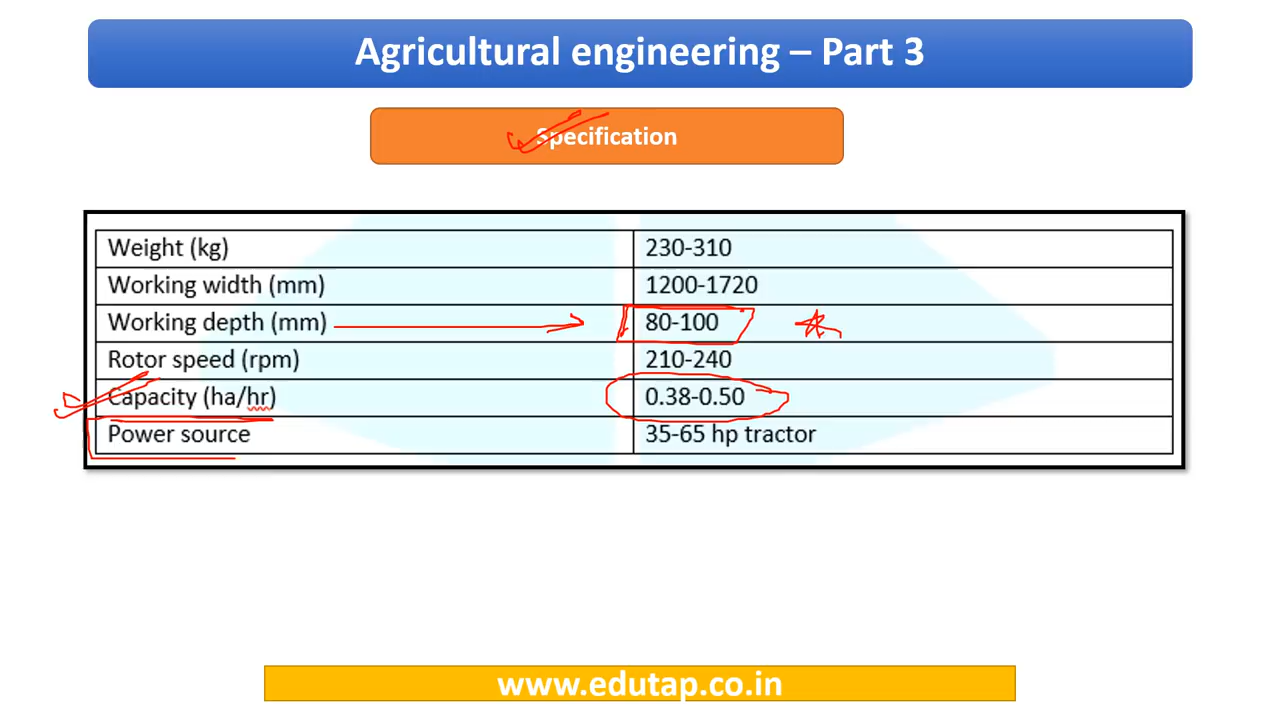 Agricultural engineering – Part 3
Specification
Weight (kg) 230-310
Working width (mm) 1200-1720
Working depth (mm) 80-100
Rotor speed (rpm) 210-240
Capacity (ha/hr) 0.38-0.50
Power source 35-65 hp tractor
www.edutap.co.in